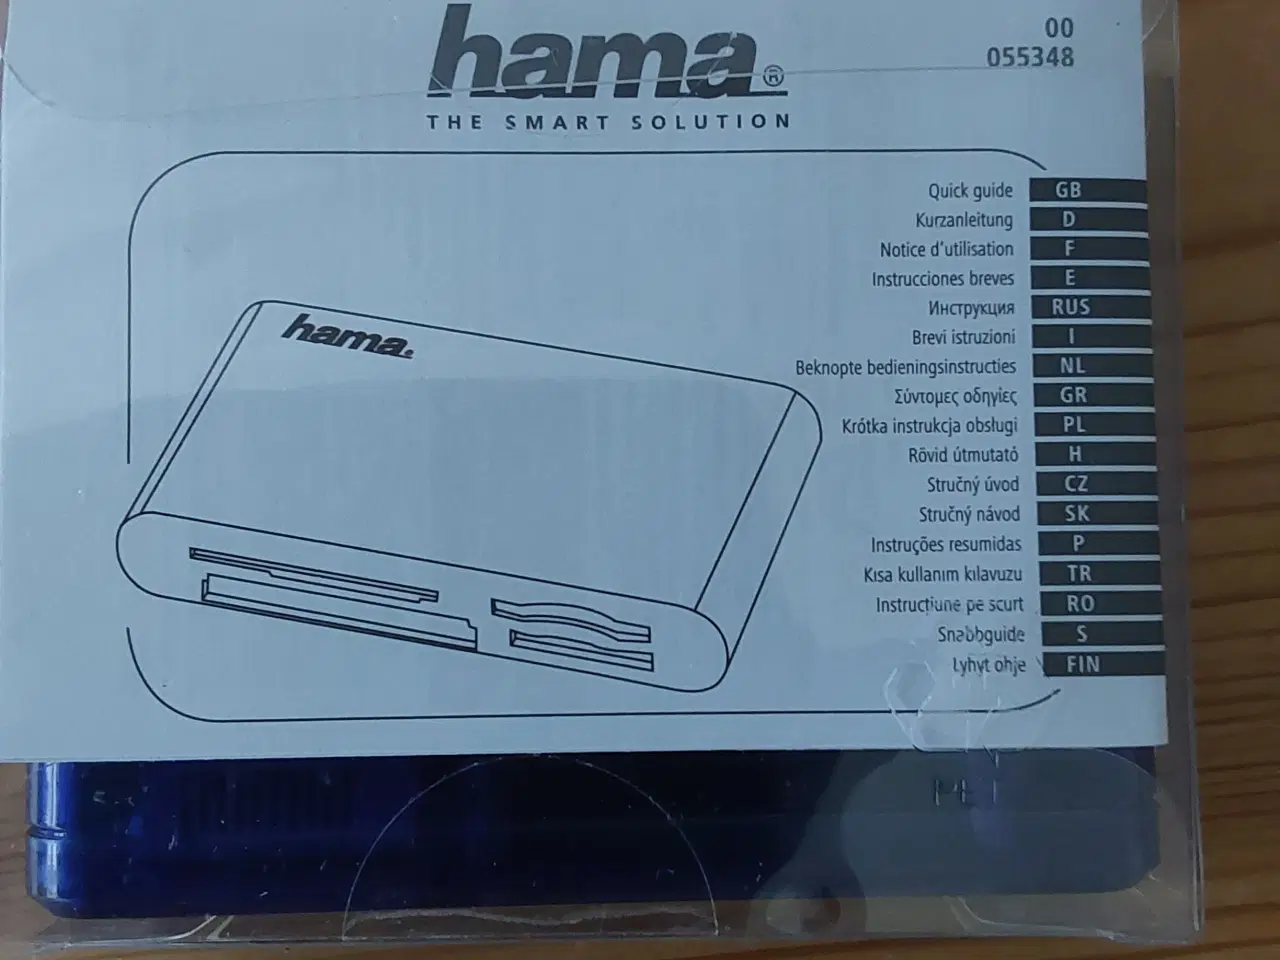 hama®
THE SMART SOLUTION
00
055348
Quick guide GB
Kurzanleitung D
Notice d'utilisation F
Instrucciones breves E
Инструкция RUS
Brevi istruzioni I
Beknopte bedieningsinstructies NL
Σύντομες οδηγίες GR
Krótka instrukcja obsługi PL
Rövid útmutató H
Stručný úvod CZ
Stručný návod SK
Instruções resumidas P
Kısa kullanım kılavuzu TR
Instrucțiune pe scurt RO
Snabbguide S
Lyhyt ohje FIN
hama®
PET